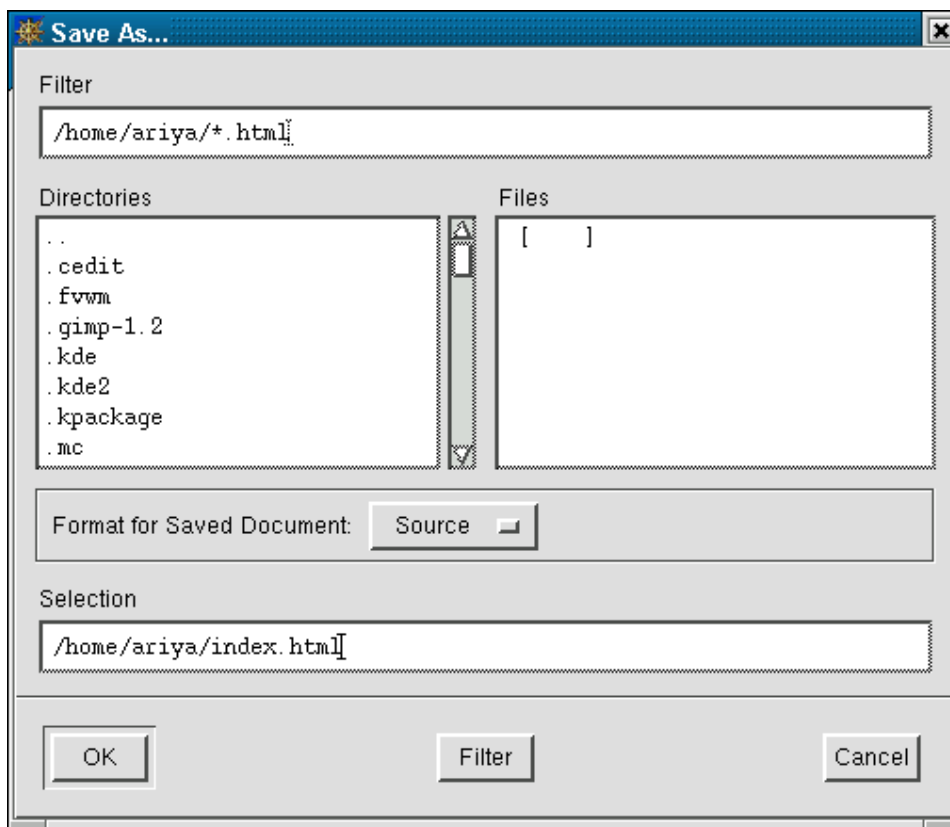 Save As...
Filter
/home/ariya/*.html
Directories
Files
..
.cedit
.fvwm
.gimp-1.2
.kde
.kde2
.kpackage
.mc
[    ]
Format for Saved Document:
Source
Selection
/home/ariya/index.html
OK
Filter
Cancel